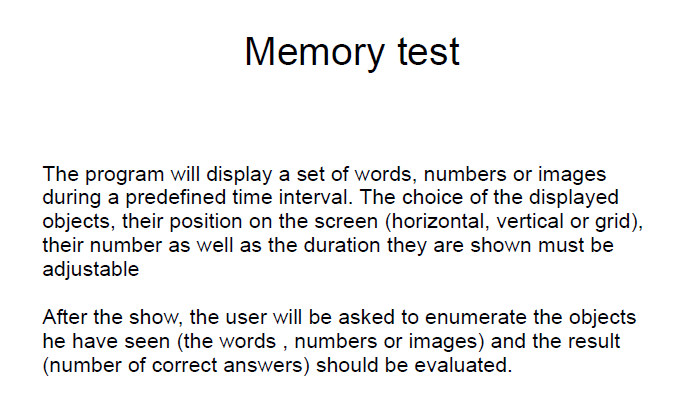 Memory test
The program will display a set of words, numbers or images
during a predefined time interval. The choice of the displayed
objects, their position on the screen (horizontal, vertical or grid),
their number as well as the duration they are shown must be
adjustable
After the show, the user will be asked to enumerate the objects
he have seen (the words , numbers or images) and the result
(number of correct answers) should be evaluated.